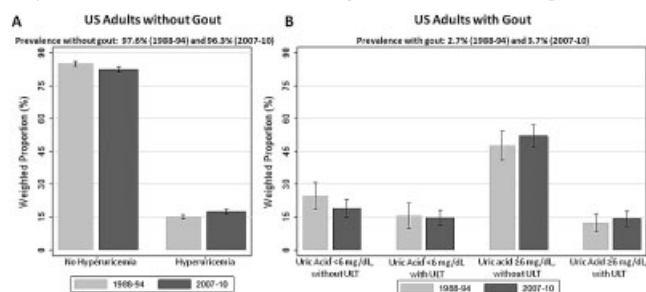 A
US Adults without Gout
Prevalence without gout: 97.6% (1988-94) and 96.3% (2007-10)
Weighted Proportion (%)
90
75
60
45
30
15
0
No Hyperuricemia
Hyperuricemia
1988-94
2007-10
B
US Adults with Gout
Prevalence with gout: 2.7% (1988-94) and 3.7% (2007-10)
Weighted Proportion (%)
90
75
60
45
30
15
0
Uric Acid <6 mg/dL,
without ULT
Uric Acid <6 mg/dL
with ULT
Uric acid ≥6 mg/dL,
without ULT
Uric Acid ≥6 mg/dL
with ULT
1988-94
2007-10